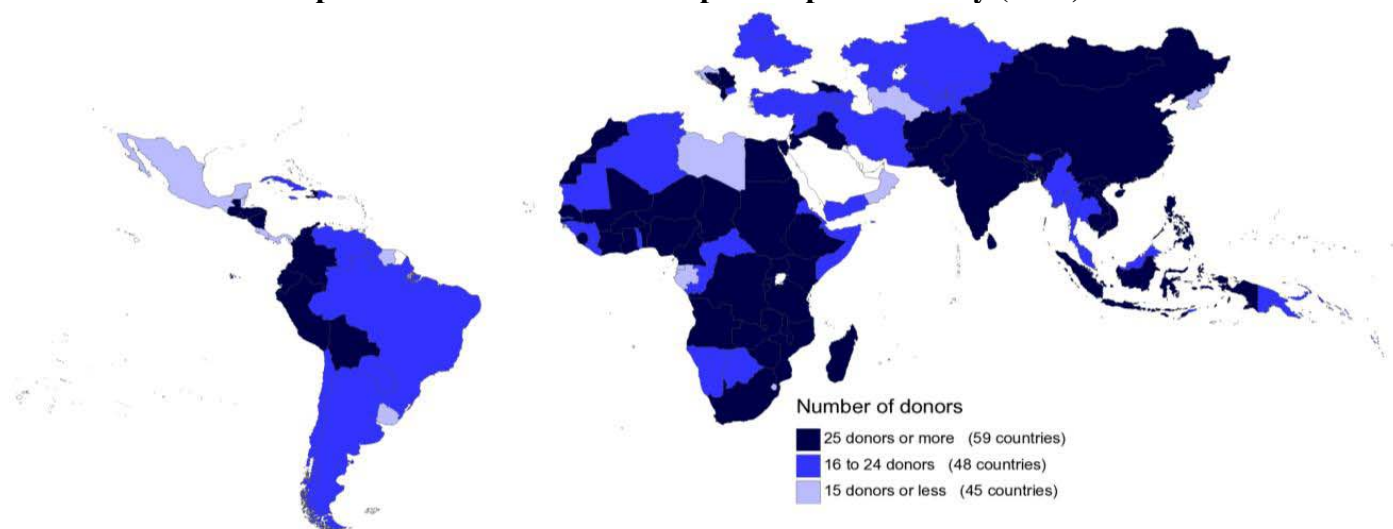 Number of donors
25 donors or more (59 countries)
16 to 24 donors (48 countries)
15 donors or less (45 countries)